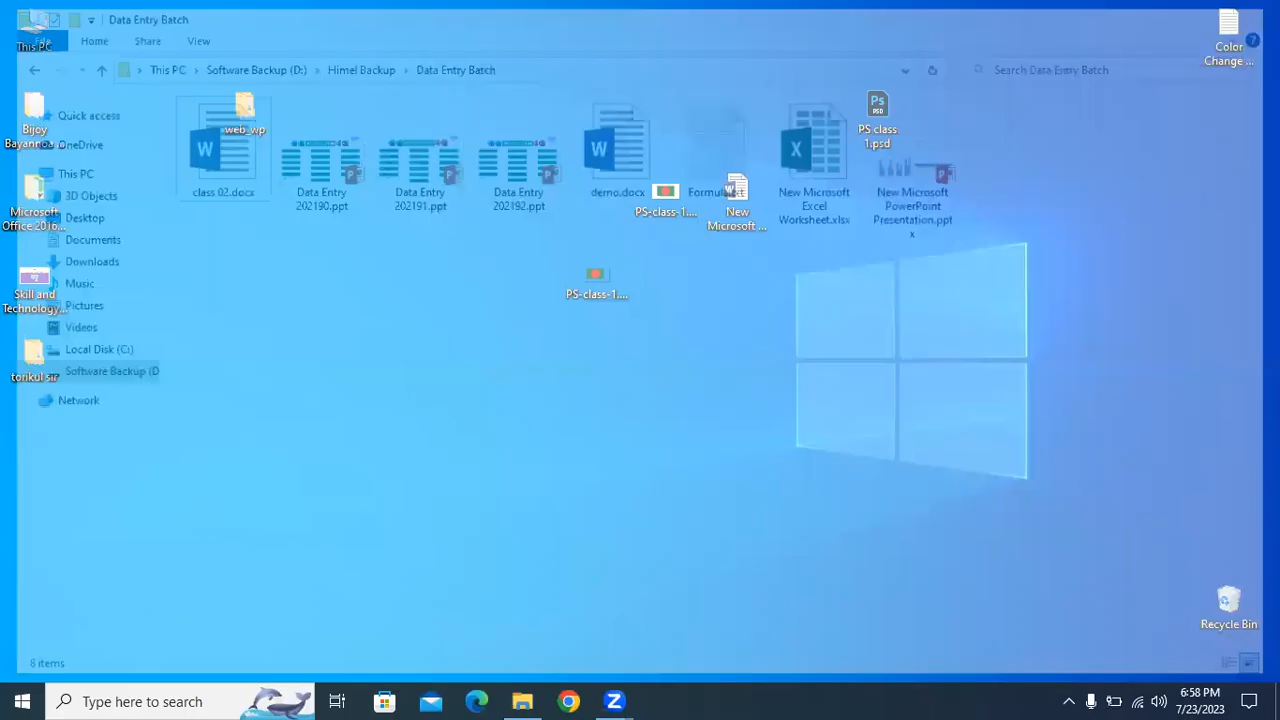 Data Entry Batch
This PC
File
Home
Share
View
Color
Change ...
This PC
Software Backup (D:)
Himel Backup
Data Entry Batch
Search Data Entry Batch
Bijoy
Quick access
OneDrive
This PC
3D Objects
Microsoft
Office 2016...
Desktop
Documents
Downloads
Music
Skill and
Technology...
Pictures
Videos
Local Disk (C:)
Software Backup (D
torikul sir
Network
web_wp
class 02.docx
Data Entry
202190.ppt
Data Entry
202191.ppt
Data Entry
202192.ppt
demo.docx
PS-class-1....
New
Microsoft ...
New Microsoft
Excel
Worksheet.xlsx
PS class
1.psd
New Microsoft
PowerPoint
Presentation.ppt
x
PS-class-1....
Recycle Bin
8 items
Type here to search
6:58 PM
7/23/2023